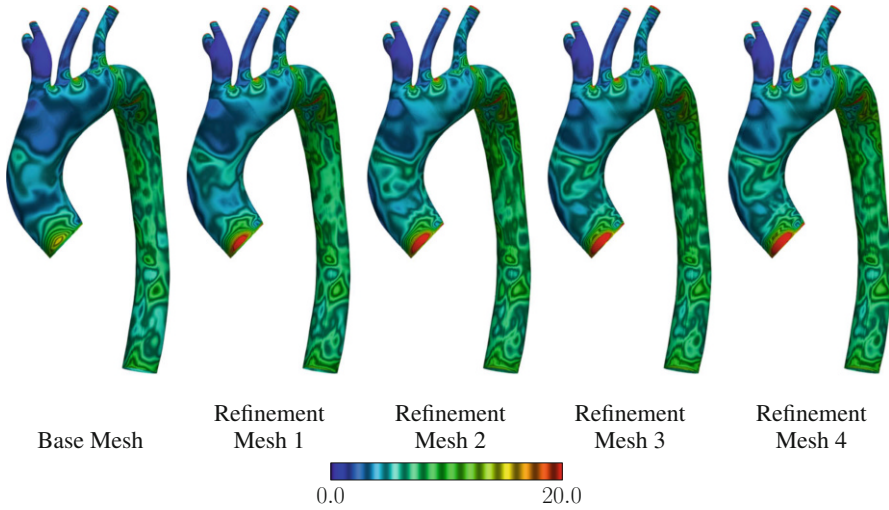 Base Mesh
Refinement
Mesh 1
Refinement
Mesh 2
Refinement
Mesh 3
Refinement
Mesh 4
0.0
20.0